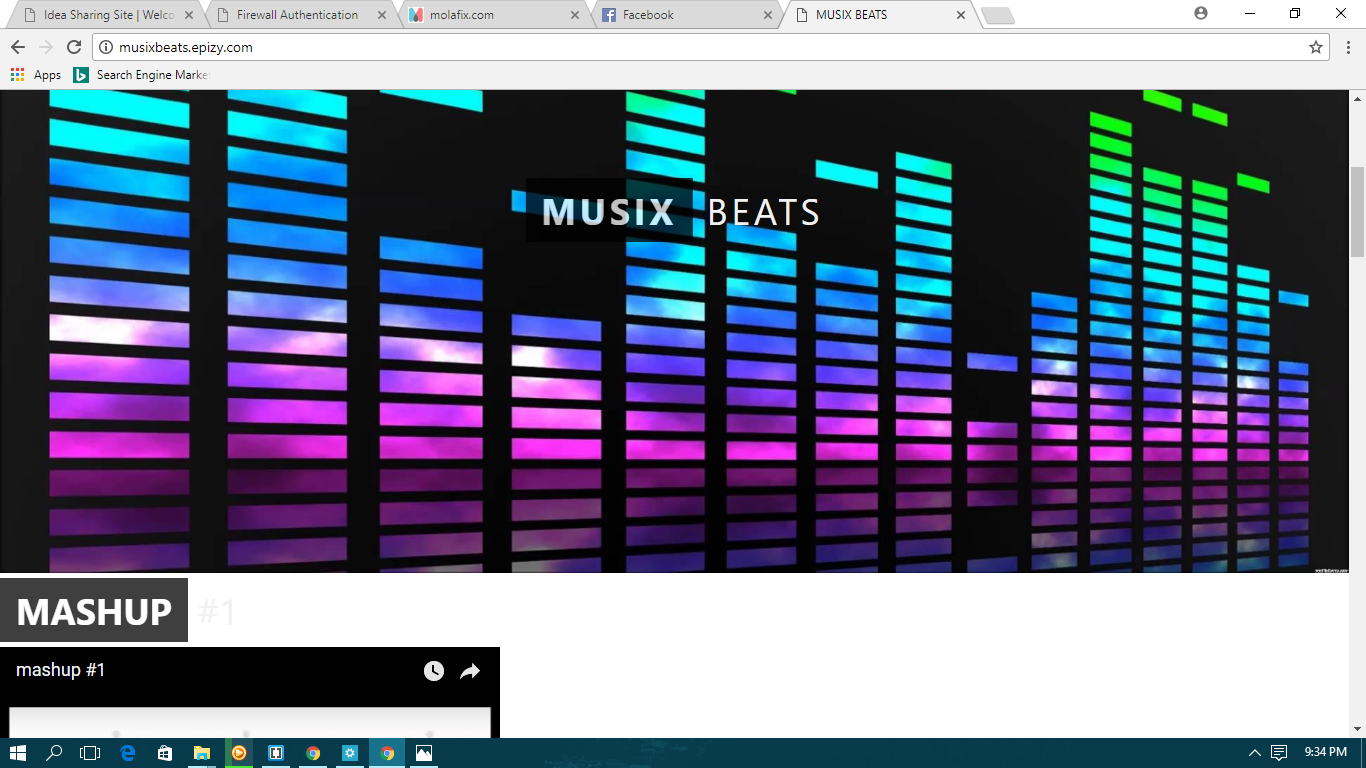 Idea Sharing Site | Welco
Firewall Authentication
molafix.com
Facebook
MUSIX BEATS
musixbeats.epizy.com
Apps
Search Engine Marke
MUSIX BEATS
MASHUP #1
mashup #1
9:34 PM